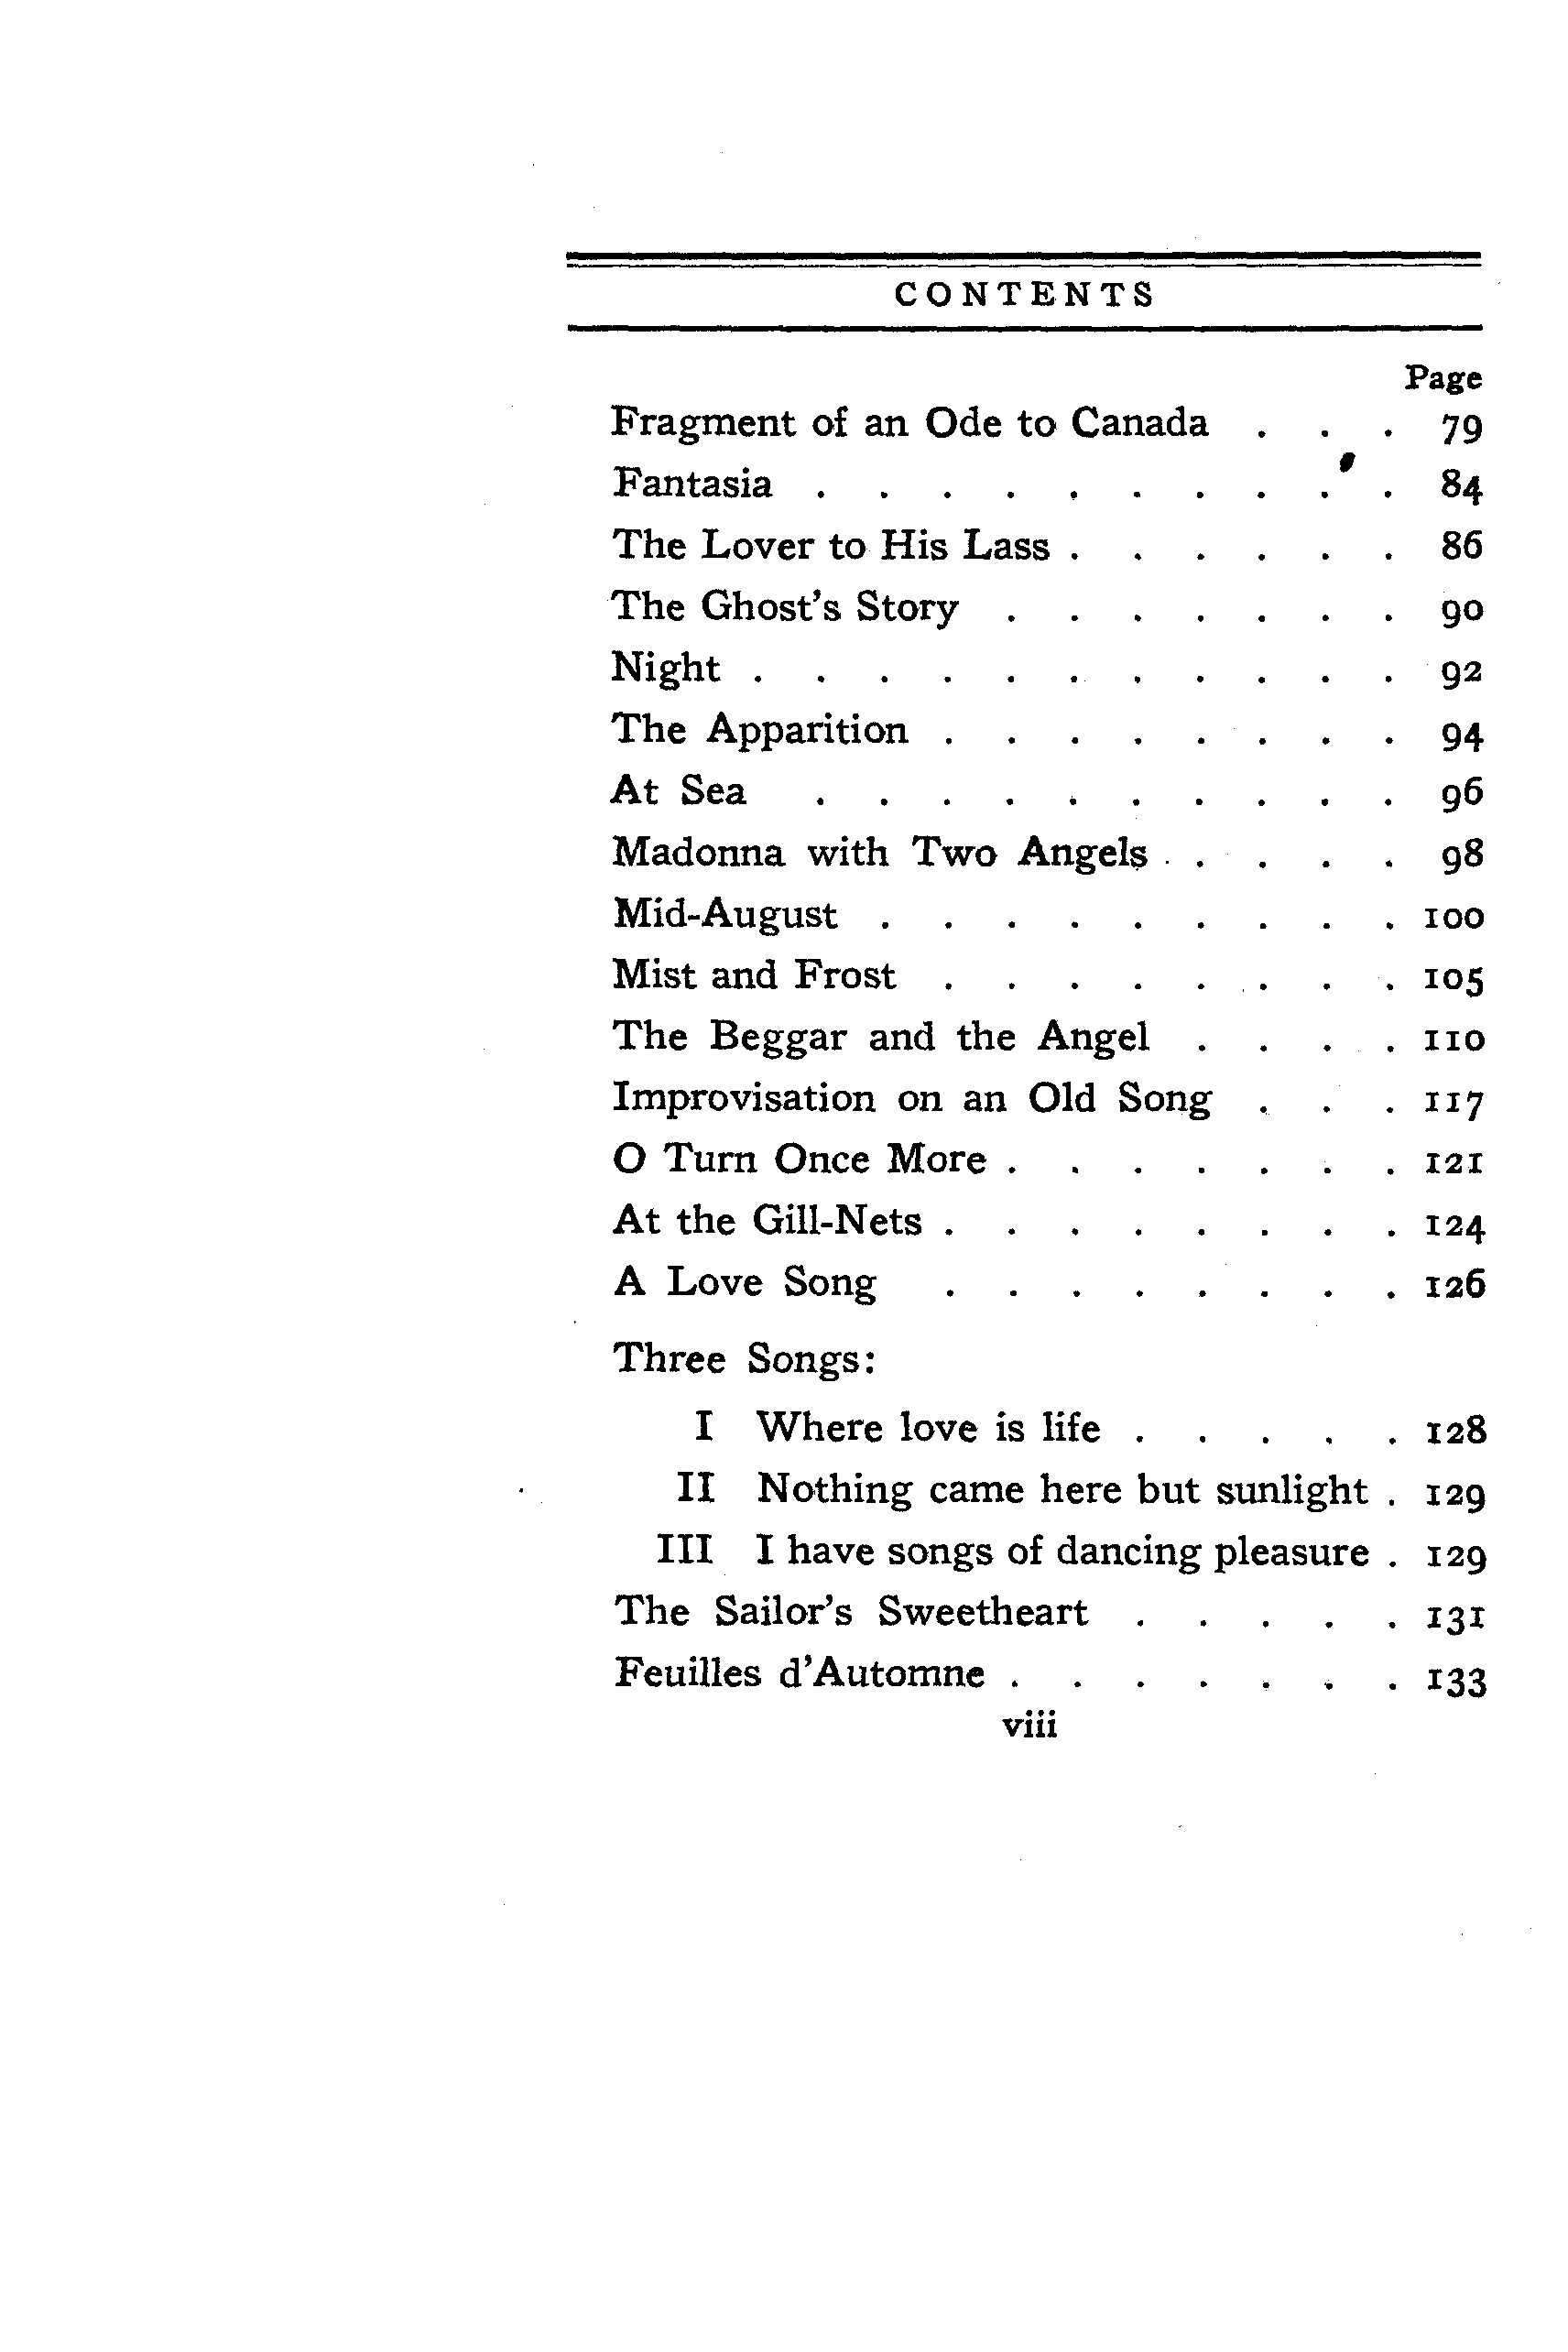 CONTENTS
Page
Fragment of an Ode to Canada . . . 79
Fantasia . . . . . . . . . . 84
The Lover to His Lass . . . . . . 86
The Ghost's Story . . . . . . . 90
Night . . . . . . . . . . . 92
The Apparition . . . . . . . . 94
At Sea . . . . . . . . . . 96
Madonna with Two Angels . . . . 98
Mid-August . . . . . . . . . 100
Mist and Frost . . . . . . . . 105
The Beggar and the Angel . . . . 110
Improvisation on an Old Song . . . 117
O Turn Once More . . . . . . . 121
At the Gill-Nets . . . . . . . . 124
A Love Song . . . . . . . . 126
Three Songs:
I Where love is life . . . . . 128
II Nothing came here but sunlight . 129
III I have songs of dancing pleasure . 129
The Sailor's Sweetheart . . . . . 131
Feuilles d'Automne . . . . . . . 133
viii